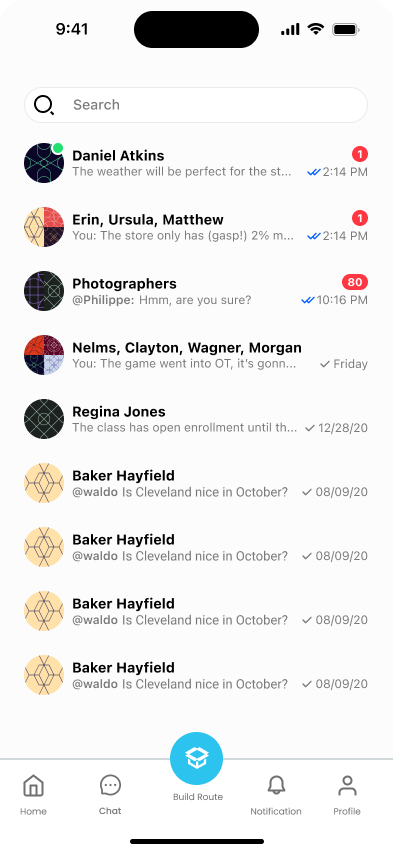 9:41
Search
Daniel Atkins
1
The weather will be perfect for the st...
2:14 PM
Erin, Ursula, Matthew
1
You: The store only has (gasp!) 2% m...
2:14 PM
Photographers
80
@Philippe: Hmm, are you sure?
10:16 PM
Nelms, Clayton, Wagner, Morgan
You: The game went into OT, it's gonn...
Friday
Regina Jones
The class has open enrollment until th...
12/28/20
Baker Hayfield
@waldo Is Cleveland nice in October?
08/09/20
Baker Hayfield
@waldo Is Cleveland nice in October?
08/09/20
Baker Hayfield
@waldo Is Cleveland nice in October?
08/09/20
Baker Hayfield
@waldo Is Cleveland nice in October?
08/09/20
Home
Chat
Build Route
Notification
Profile